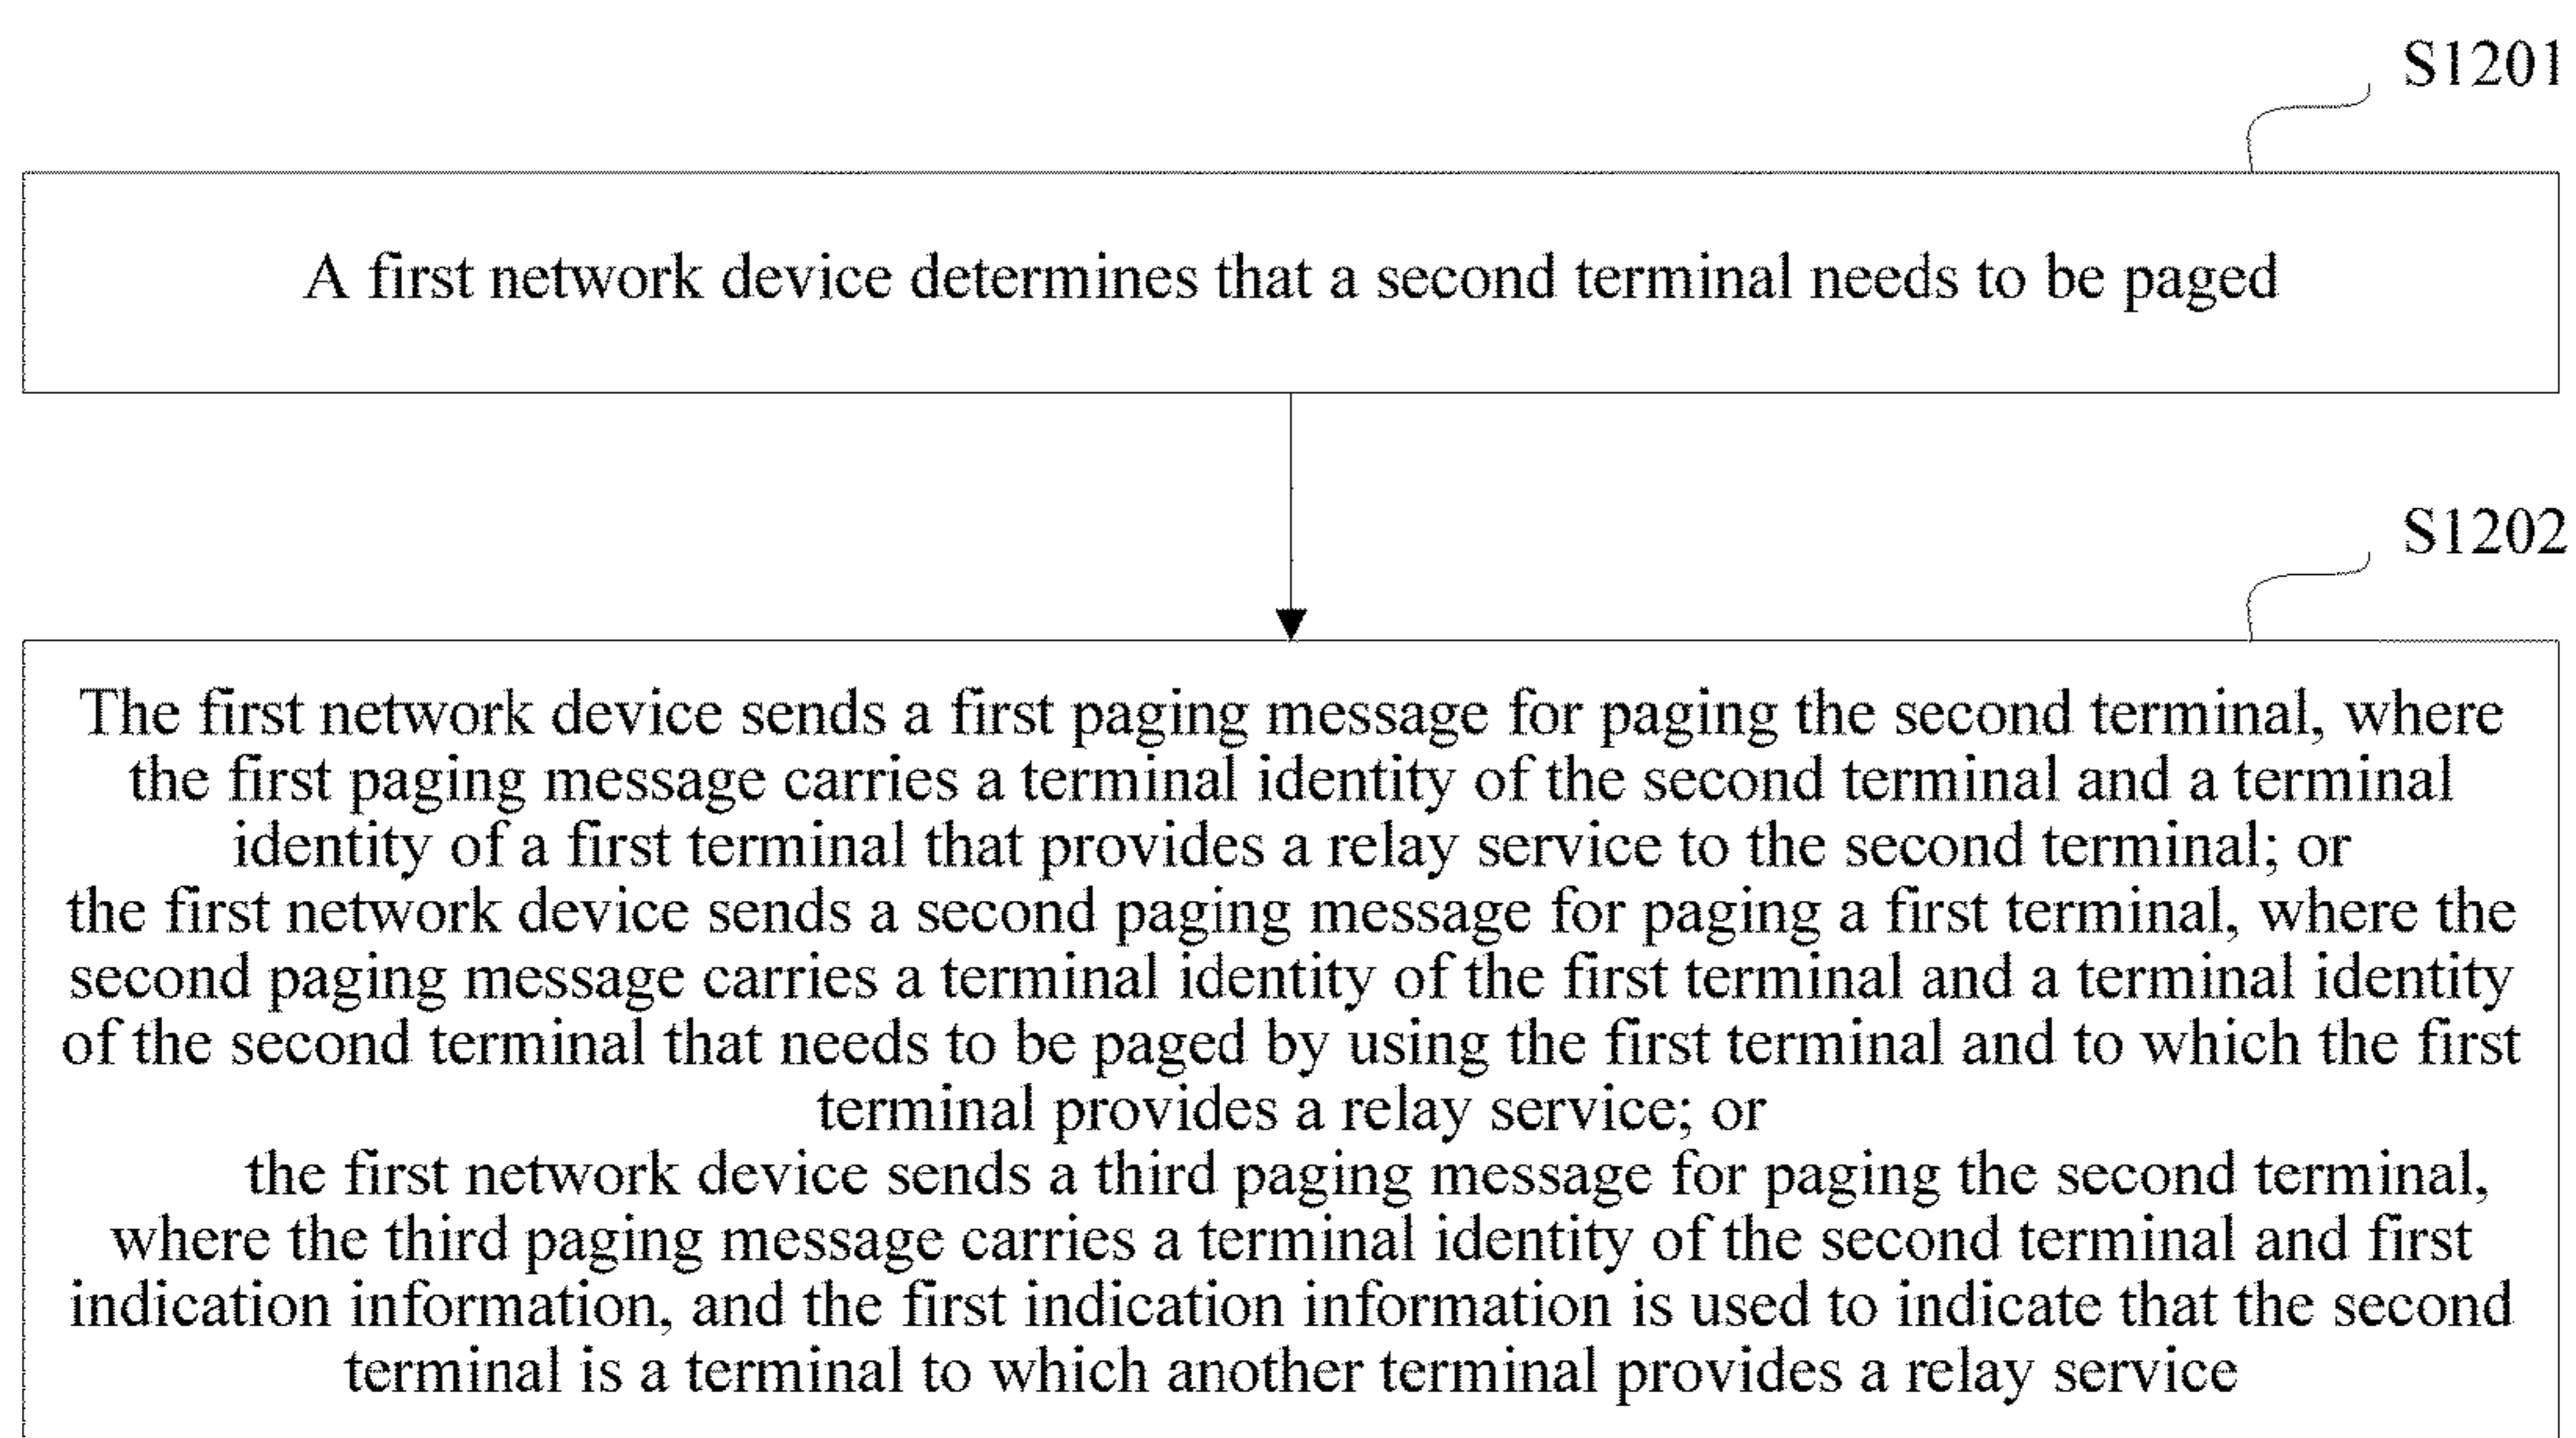 S1201
A first network device determines that a second terminal needs to be paged
S1202
The first network device sends a first paging message for paging the second terminal, where
the first paging message carries a terminal identity of the second terminal and a terminal
identity of a first terminal that provides a relay service to the second terminal; or
the first network device sends a second paging message for paging a first terminal, where the
second paging message carries a terminal identity of the first terminal and a terminal identity
of the second terminal that needs to be paged by using the first terminal and to which the first
terminal provides a relay service; or
the first network device sends a third paging message for paging the second terminal,
where the third paging message carries a terminal identity of the second terminal and first
indication information, and the first indication information is used to indicate that the second
terminal is a terminal to which another terminal provides a relay service